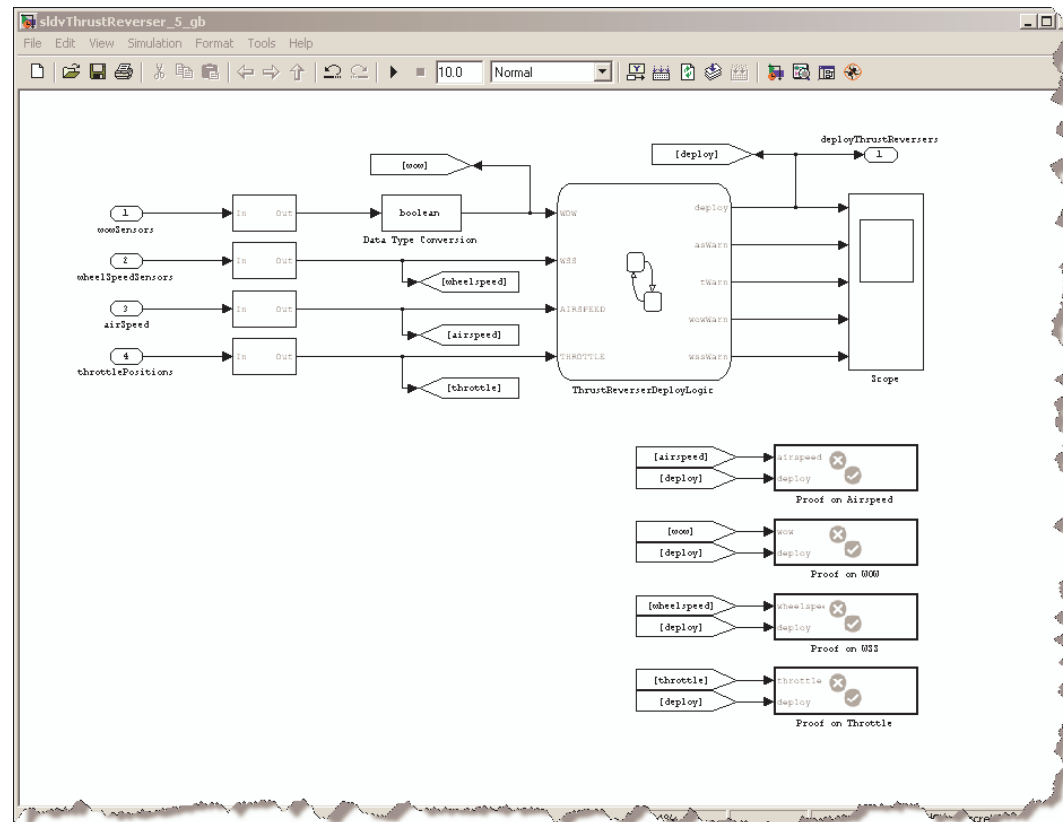 sldvThrustReverser_5_gb
File Edit View Simulation Format Tools Help
10.0 Normal
deployThrustReversers
[wow]
[deploy]
1
1
In Out
boolean
WOW
deploy
wowSensors
Data Type Conversion
asWarn
2
In Out
WSS
wheelSpeedSensors
[wheelspeed]
tWarn
3
In Out
AIRSPEED
airSpeed
wowWarn
[airspeed]
4
In Out
THROTTLE
wssWarn
throttlePositions
[throttle]
ThrustReverserDeployLogic
Scope
[airspeed]
airspeed
[deploy]
deploy
Proof on Airspeed
[wow]
wow
[deploy]
deploy
Proof on WOW
[wheelspeed]
wheelspee
[deploy]
deploy
Proof on WSS
[throttle]
throttle
[deploy]
deploy
Proof on Throttle